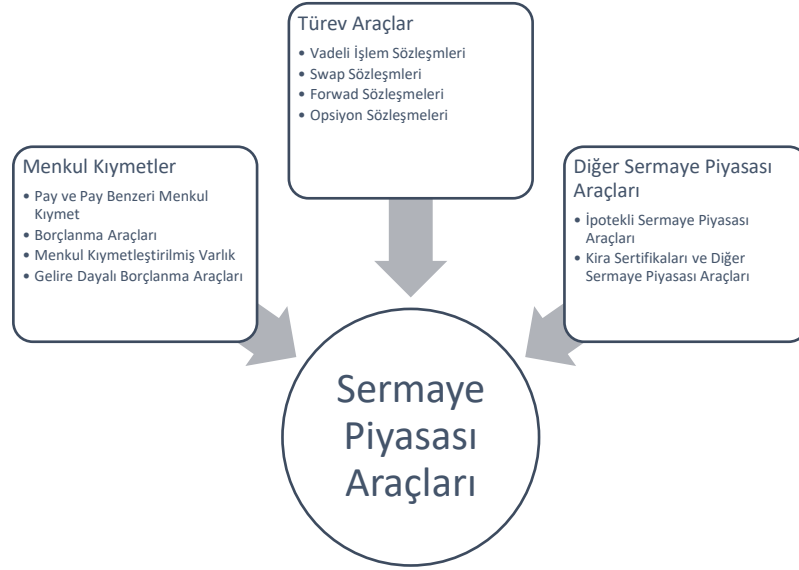 Türev Araçlar
• Vadeli İşlem Sözleşmleri
• Swap Sözleşmleri
• Forwad Sözleşmeleri
• Opsiyon Sözleşmeleri
Menkul Kıymetler
• Pay ve Pay Benzeri Menkul
Kıymet
• Borçlanma Araçları
• Menkul Kıymetleştirilmiş Varlık
• Gelire Dayalı Borçlanma Araçları
Diğer Sermaye Piyasası
Araçları
• İpotekli Sermaye Piyasası
Araçları
• Kira Sertifikaları ve Diğer
Sermaye Piyasası Araçları
Sermaye
Piyasası
Araçları